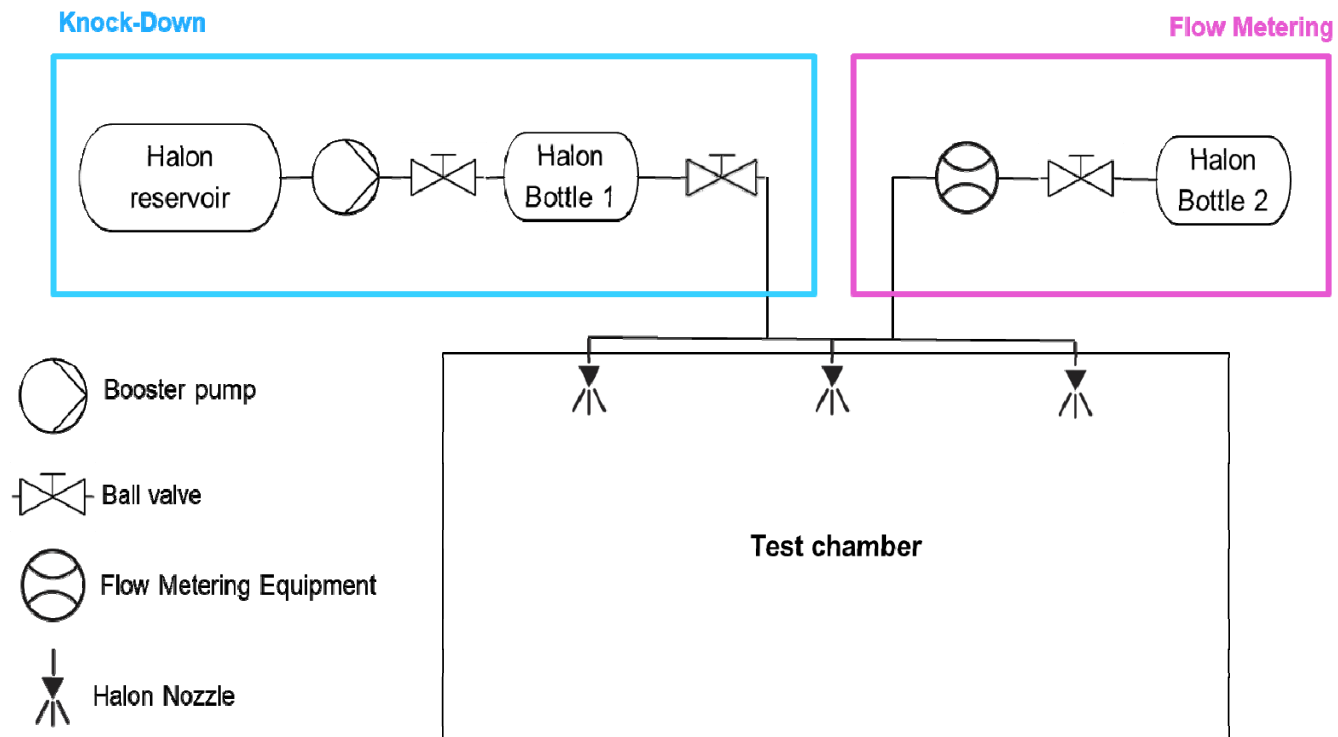 Knock-Down
Flow Metering
Halon
reservoir
Halon
Bottle 1
Halon
Bottle 2
Booster pump
Ball valve
Flow Metering Equipment
Halon Nozzle
Test chamber